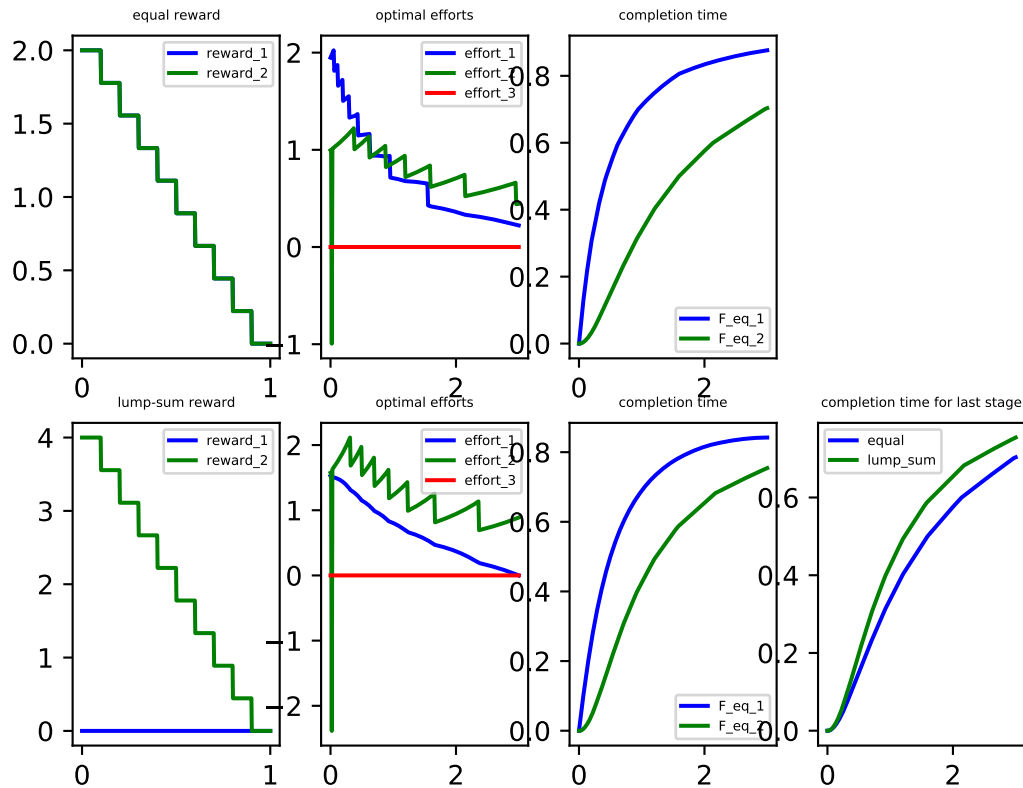 equal reward
optimal efforts
completion time
2.0
1.5
1.0
0.5
0.0
0
1
reward_1
reward_2
2
1
0
−1
0
2
effort_1
effort_2
effort_3
0.8
0.6
0.4
0.2
0.0
0
2
F_eq_1
F_eq_2
lump-sum reward
optimal efforts
completion time
completion time for last stage
4
3
2
1
0
0
1
reward_1
reward_2
2
1
0
−1
−2
0
2
effort_1
effort_2
effort_3
0.8
0.6
0.4
0.2
0.0
0
2
F_eq_1
F_eq_2
0.6
0.4
0.2
0.0
0
2
equal
lump_sum